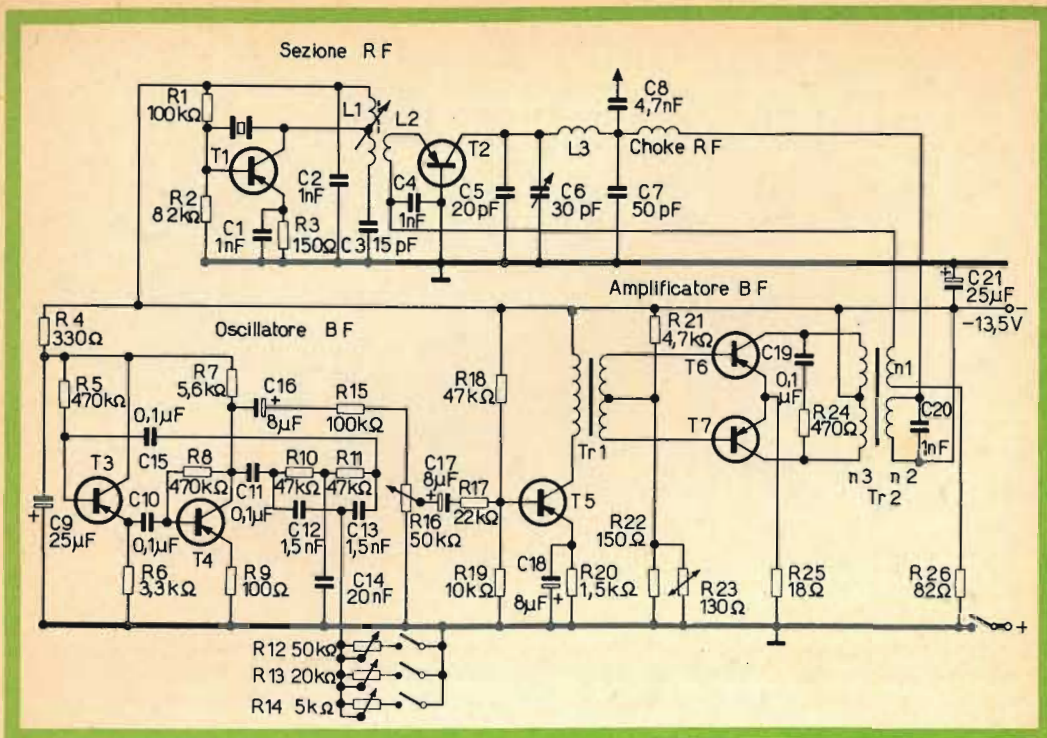 Sezione RF
R1
100kΩ
T1
R2
82kΩ
C1
1nF
R3
150Ω
C2
1nF
L1
C3 15pF
L2
C4
1nF
T2
C5
20pF
C6
30pF
L3
C8
4,7nF
Choke RF
C7
50pF
+
C21
25µF
−
-13,5V
Amplificatore BF
R4
330Ω
Oscillatore BF
R5
470kΩ
0,1µF
C15
R7
5,6kΩ
C16
+
8µF
R15
100kΩ
T3
C10
0,1µF
R8
470kΩ
T4
C11
0,1µF
R10
47kΩ
R11
47kΩ
C12
1,5nF
C13
1,5nF
C14
20nF
+
C9
25µF
R6
3,3kΩ
R9
100Ω
C17
8µF
+
R16
50kΩ
R17
22kΩ
R18
47kΩ
R19
10kΩ
T5
C18
8µF
+
R20
1,5kΩ
Tr1
R21
4,7kΩ
R22
150Ω
R23
130Ω
T6
T7
C19
0,1
µF
R24
470Ω
R25
18Ω
n1
n3
n2
Tr2
C20
1nF
R26
82Ω
+
R12 50kΩ
R13 20kΩ
R14 5kΩ